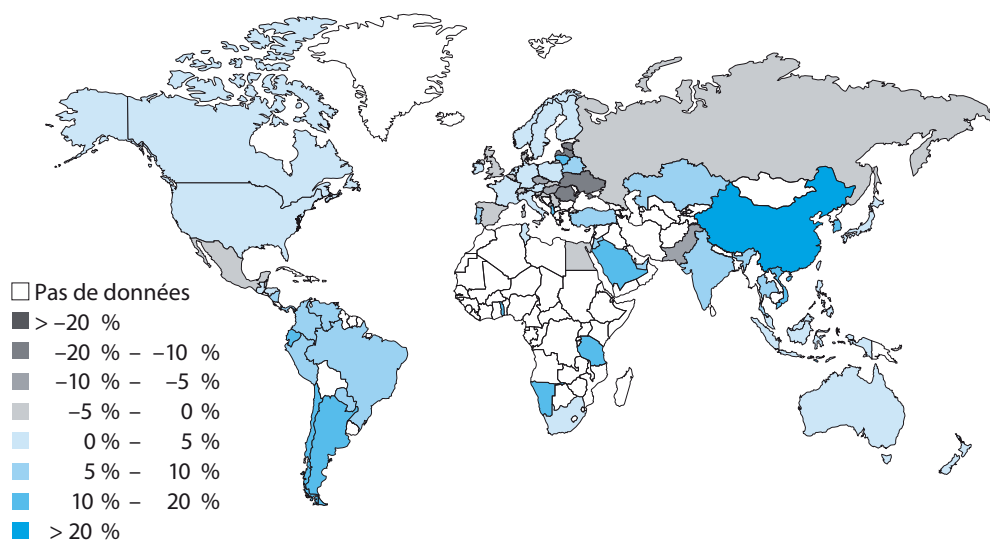 Pas de données
> –20 %
–20 % – –10 %
–10 % – –5 %
–5 % – 0 %
0 % – 5 %
5 % – 10 %
10 % – 20 %
> 20 %